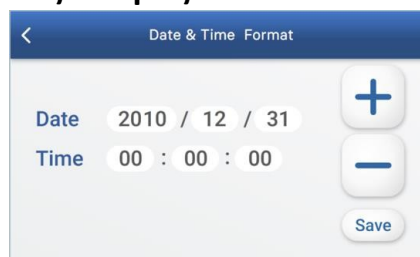 Date & Time Format
Date 2010 / 12 / 31
Time 00 : 00 : 00
Save